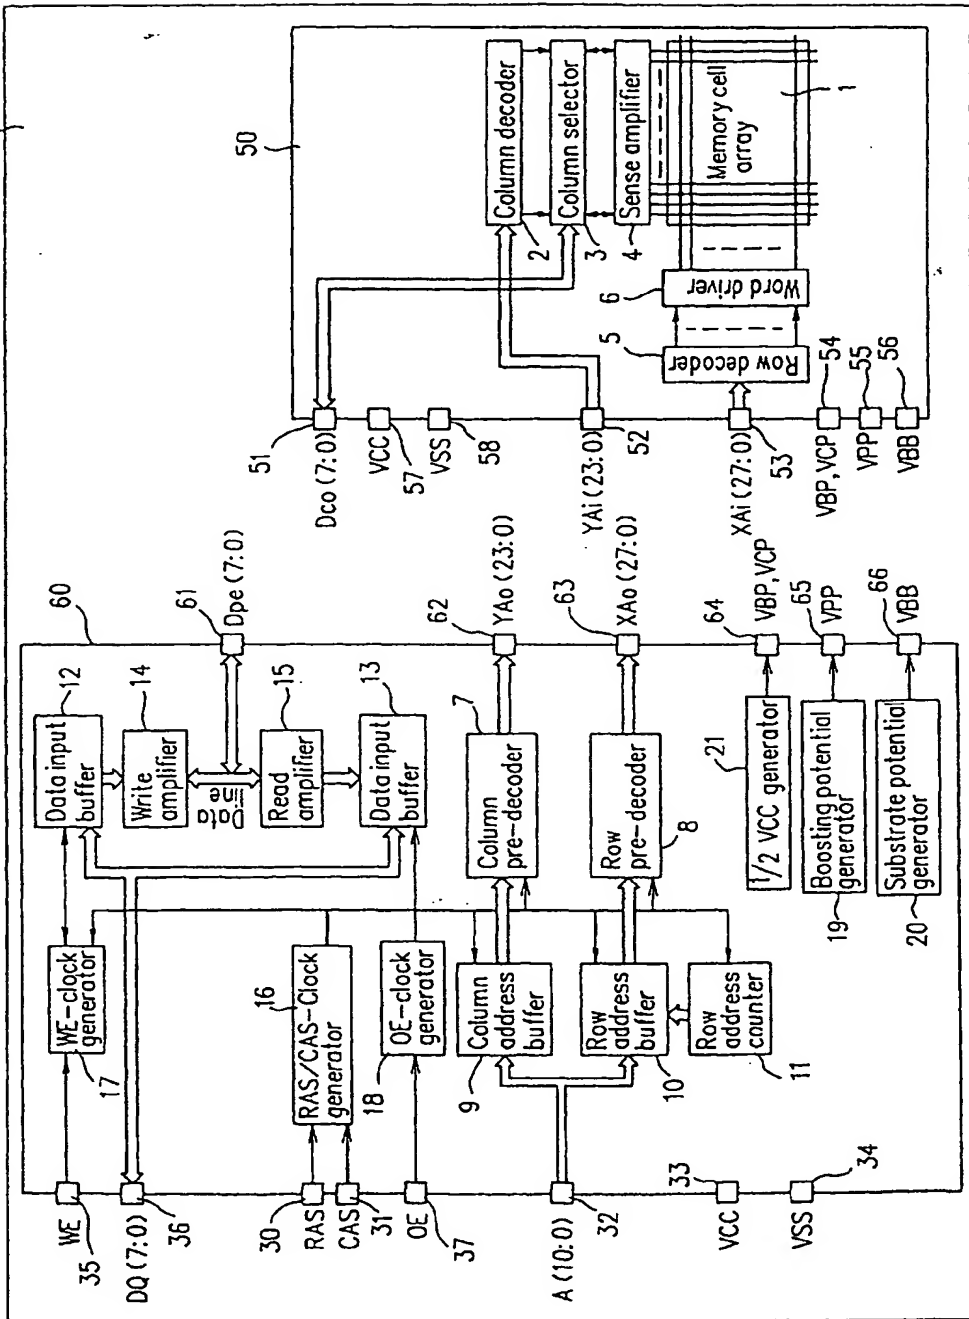 60
WE
35
DQ (7:0)
36
30
RAS
CAS
31
OE
37
A (10:0)
32
VCC
33
VSS
34
17
WE-clock
generator
RAS/CAS-Clock
generator
16
18
OE-clock
generator
9
Column
address
buffer
Row
address
buffer
10
Row
address
counter
11
12
Data input
buffer
14
Write
amplifier
Data
line
15
Read
amplifier
13
Data input
buffer
7
Column
pre-decoder
Row
pre-decoder
8
21
1/2 VCC generator
Boosting potential
generator
19
Substrate potential
generator
20
61
Dpe (7:0)
62
YAo (23:0)
63
XAo (27:0)
64
VBP, VCP
65
VPP
66
VBB
50
51
Dco (7:0)
VCC
57
VSS
58
YAi (23:0)
52
XAi (27:0)
53
VBP, VCP
54
VPP
55
VBB
56
Column decoder
2
Column selector
3
Sense amplifier
4
5
Row decoder
6
Word driver
Memory cell
array
1